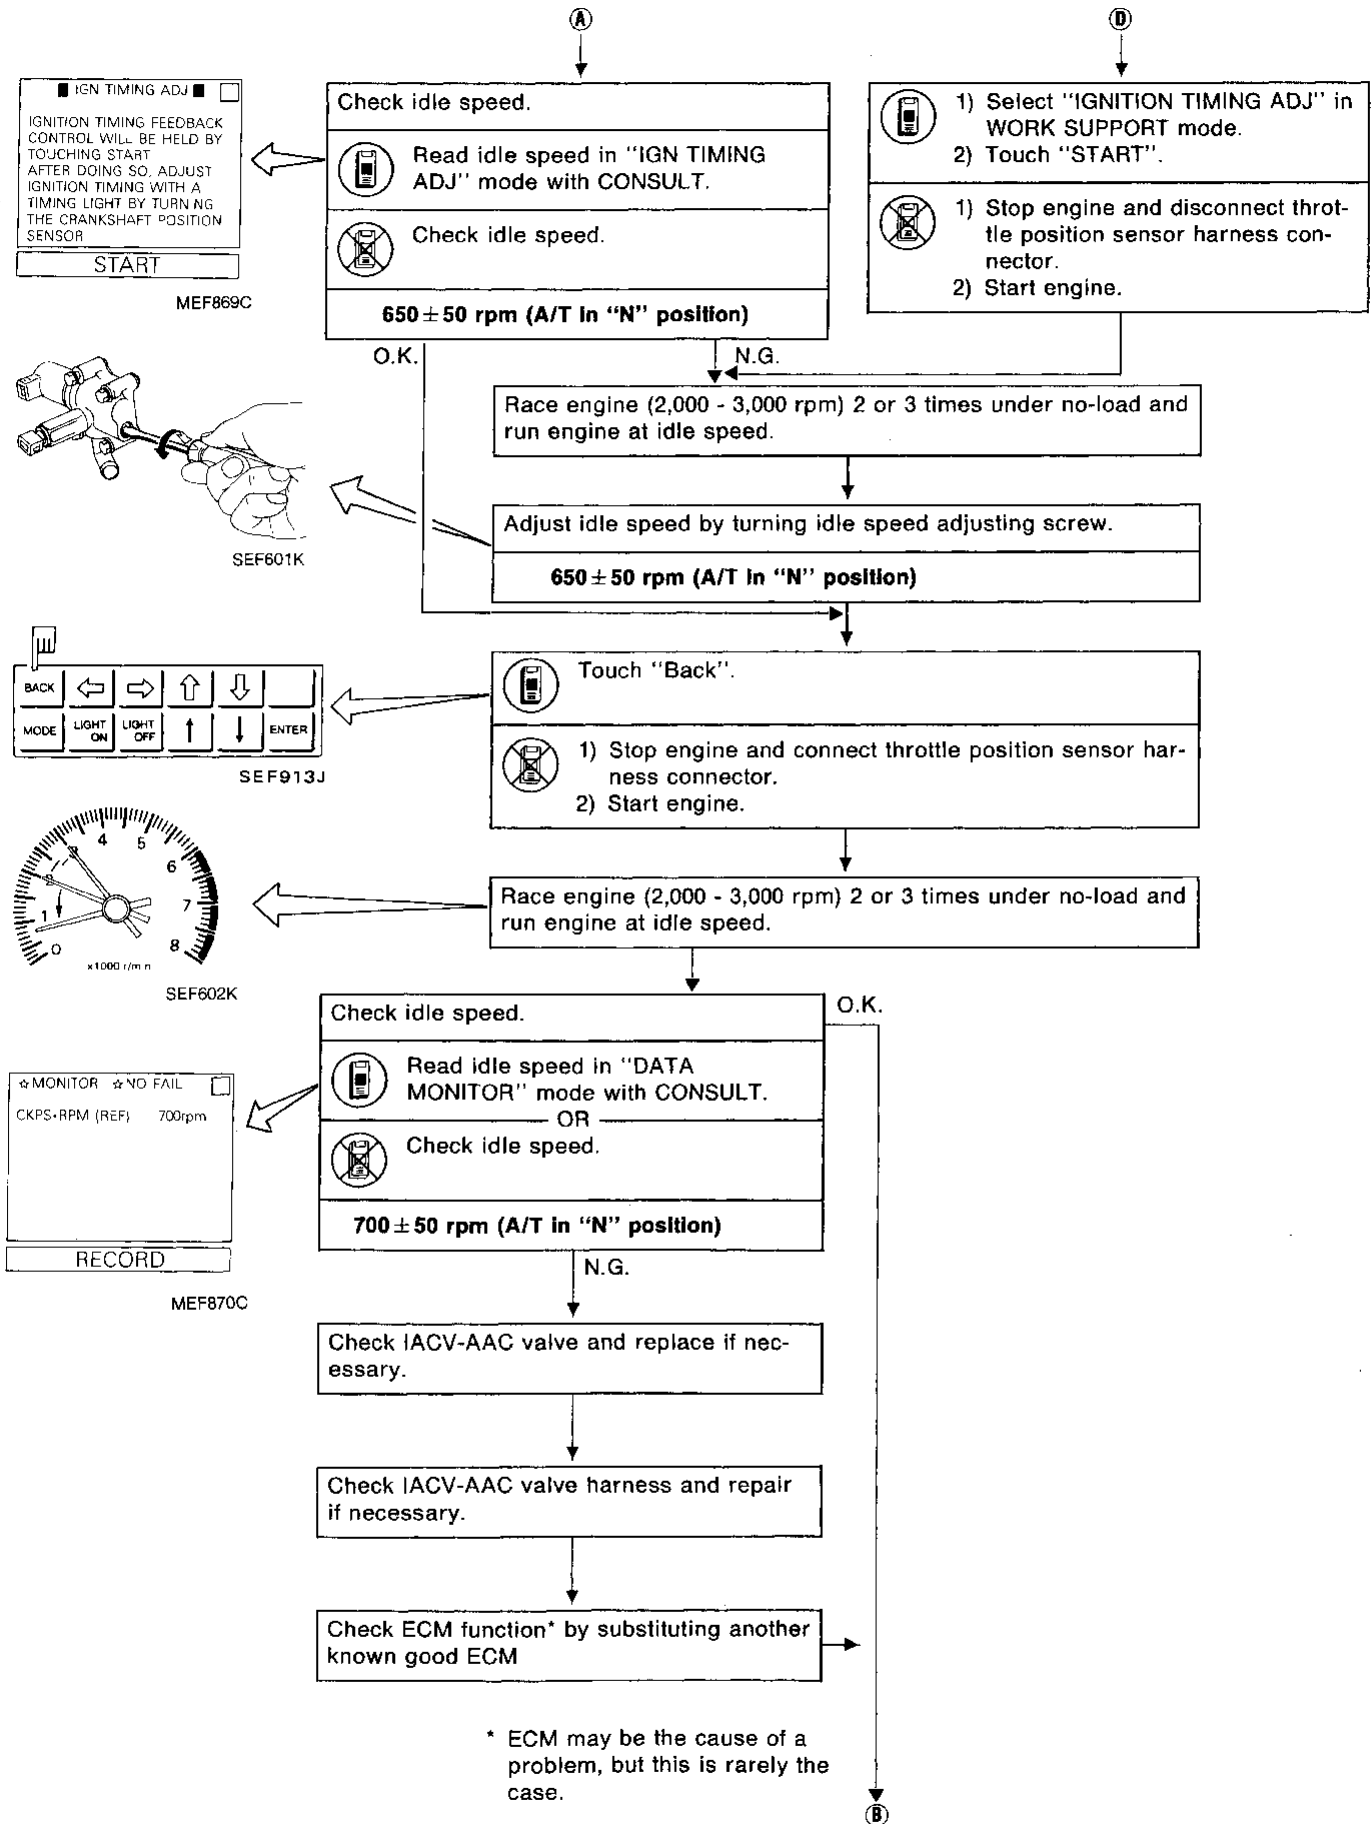 A
D
IGN TIMING ADJ
IGNITION TIMING FEEDBACK
CONTROL WILL BE HELD BY
TOUCHING START
AFTER DOING SO, ADJUST
IGNITION TIMING WITH A
TIMING LIGHT BY TURN NG
THE CRANKSHAFT POSITION
SENSOR
START
MEF869C
Check idle speed.
Read idle speed in "IGN TIMING
ADJ" mode with CONSULT.
Check idle speed.
650 ± 50 rpm (A/T in "N" position)
1) Select "IGNITION TIMING ADJ" in
WORK SUPPORT mode.
2) Touch "START".
1) Stop engine and disconnect throt-
tle position sensor harness con-
nector.
2) Start engine.
O.K.
N.G.
Race engine (2,000 - 3,000 rpm) 2 or 3 times under no-load and
run engine at idle speed.
SEF601K
Adjust idle speed by turning idle speed adjusting screw.
650 ± 50 rpm (A/T in "N" position)
BACK
MODE LIGHT ON LIGHT OFF ENTER
SEF913J
Touch "Back".
1) Stop engine and connect throttle position sensor har-
ness connector.
2) Start engine.
0 1 2 3 4 5 6 7 8
x1000 r/m n
SEF602K
Race engine (2,000 - 3,000 rpm) 2 or 3 times under no-load and
run engine at idle speed.
Check idle speed.
O.K.
Read idle speed in "DATA
MONITOR" mode with CONSULT.
OR
Check idle speed.
700 ± 50 rpm (A/T in "N" position)
☆MONITOR ☆NO FAIL
CKPS•RPM (REF) 700rpm
RECORD
MEF870C
N.G.
Check IACV-AAC valve and replace if nec-
essary.
Check IACV-AAC valve harness and repair
if necessary.
Check ECM function* by substituting another
known good ECM
* ECM may be the cause of a
problem, but this is rarely the
case.
B